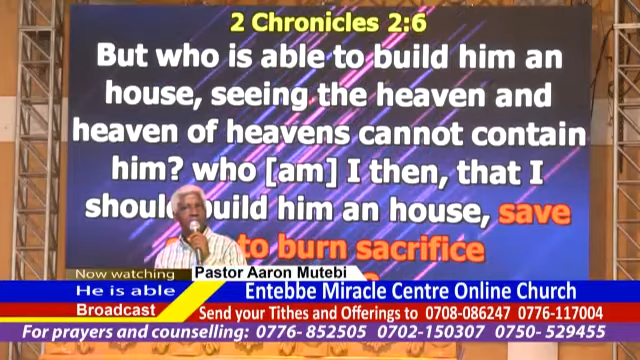 2 Chronicles 2:6
But who is able to build him an
house, seeing the heaven and
heaven of heavens cannot contain
him? who [am] I then, that I
should build him an house, save
to burn sacrifice
Now watching
Pastor Aaron Mutebi
He is able
Entebbe Miracle Centre Online Church
Broadcast
Send your Tithes and Offerings to 0708-086247 0776-117004
For prayers and counselling: 0776- 852505 0702-150307 0750- 529455